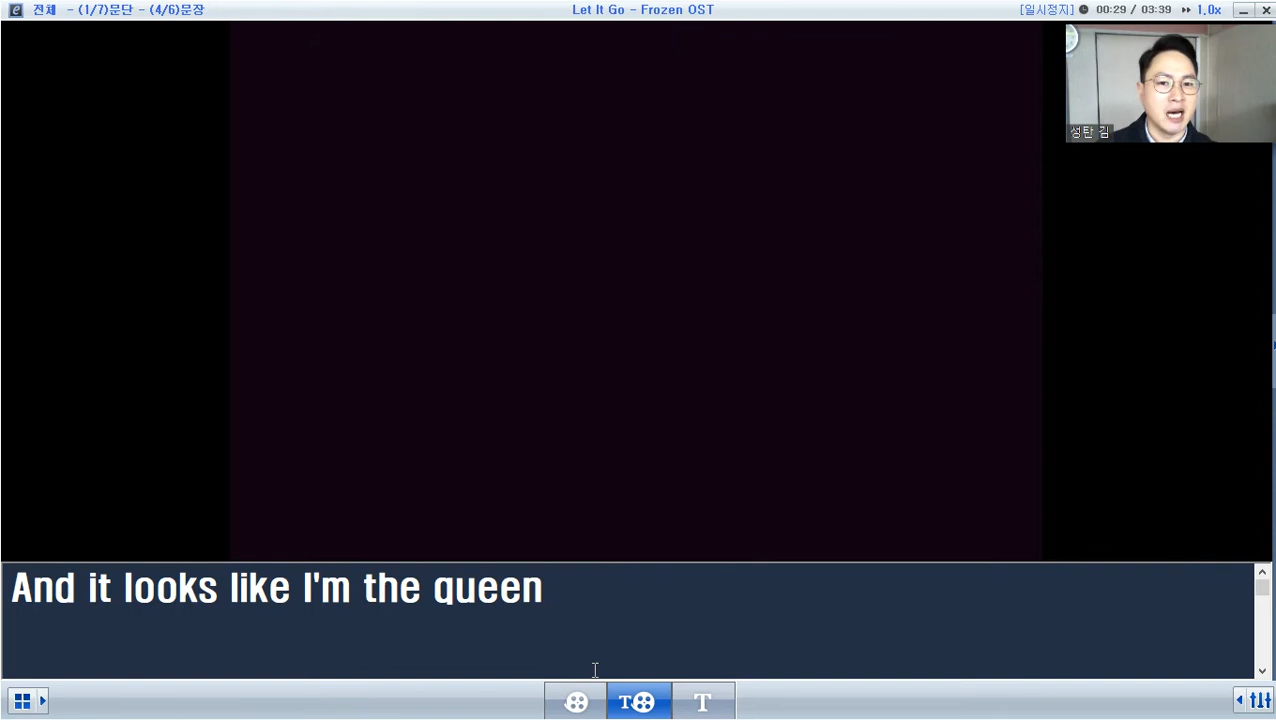 전체 - (1/7)문단 - (4/6)문장
Let It Go - Frozen OST
[일시정지] 00:29 / 03:39 1.0x
성탄 김
And it looks like I'm the queen
T
T